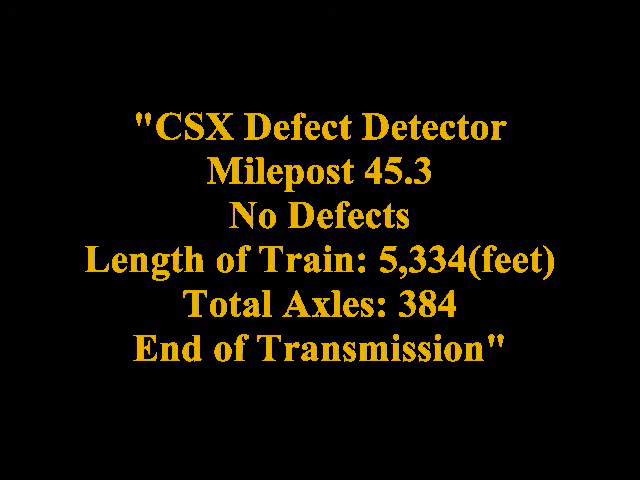 "CSX Defect Detector
Milepost 45.3
No Defects
Length of Train: 5,334(feet)
Total Axles: 384
End of Transmission"